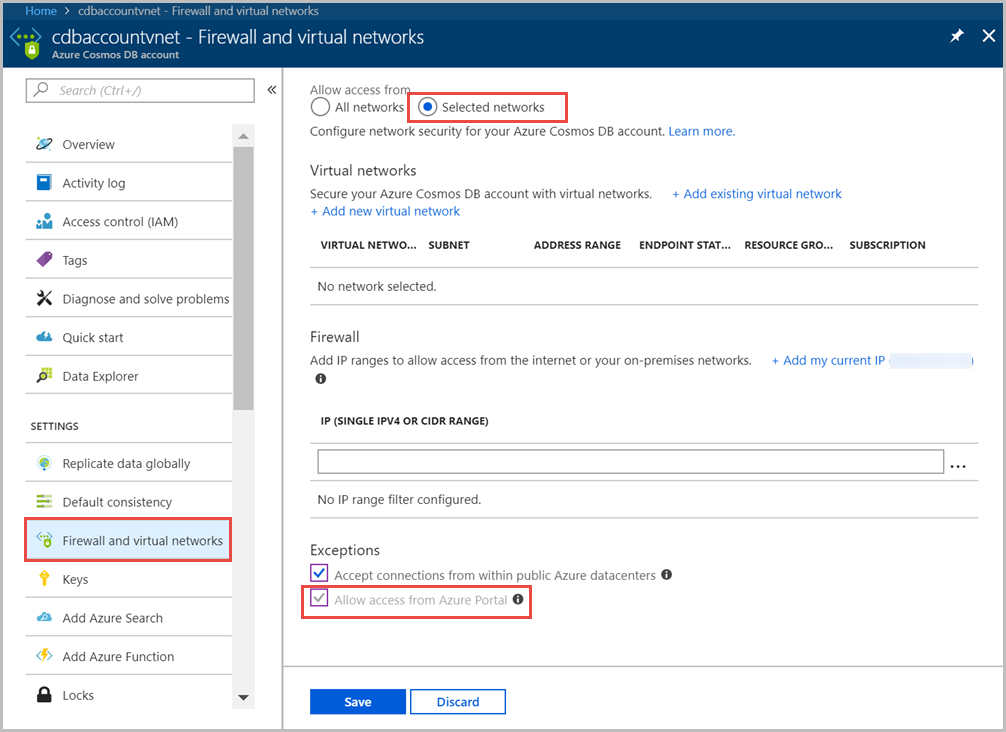 Home > cdbaccountvnet - Firewall and virtual networks
cdbaccountvnet - Firewall and virtual networks
Azure Cosmos DB account
Search (Ctrl+/)
Overview
Activity log
Access control (IAM)
Tags
Diagnose and solve problems
Quick start
Data Explorer
SETTINGS
Replicate data globally
Default consistency
Firewall and virtual networks
Keys
Add Azure Search
Add Azure Function
Locks
Allow access from
All networks Selected networks
Configure network security for your Azure Cosmos DB account. Learn more.
Virtual networks
Secure your Azure Cosmos DB account with virtual networks. + Add existing virtual network
+ Add new virtual network
VIRTUAL NETWO... SUBNET ADDRESS RANGE ENDPOINT STAT... RESOURCE GRO... SUBSCRIPTION
No network selected.
Firewall
Add IP ranges to allow access from the internet or your on-premises networks. + Add my current IP ( )
IP (SINGLE IPV4 OR CIDR RANGE)
...
No IP range filter configured.
Exceptions
Accept connections from within public Azure datacenters
Allow access from Azure Portal
Save Discard